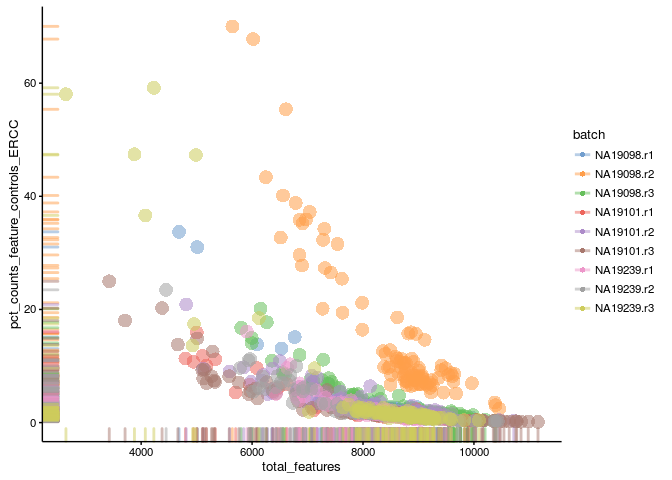 pct_counts_feature_controls_ERCC
60
40
20
0
4000
6000
8000
10000
total_features
batch
NA19098.r1
NA19098.r2
NA19098.r3
NA19101.r1
NA19101.r2
NA19101.r3
NA19239.r1
NA19239.r2
NA19239.r3